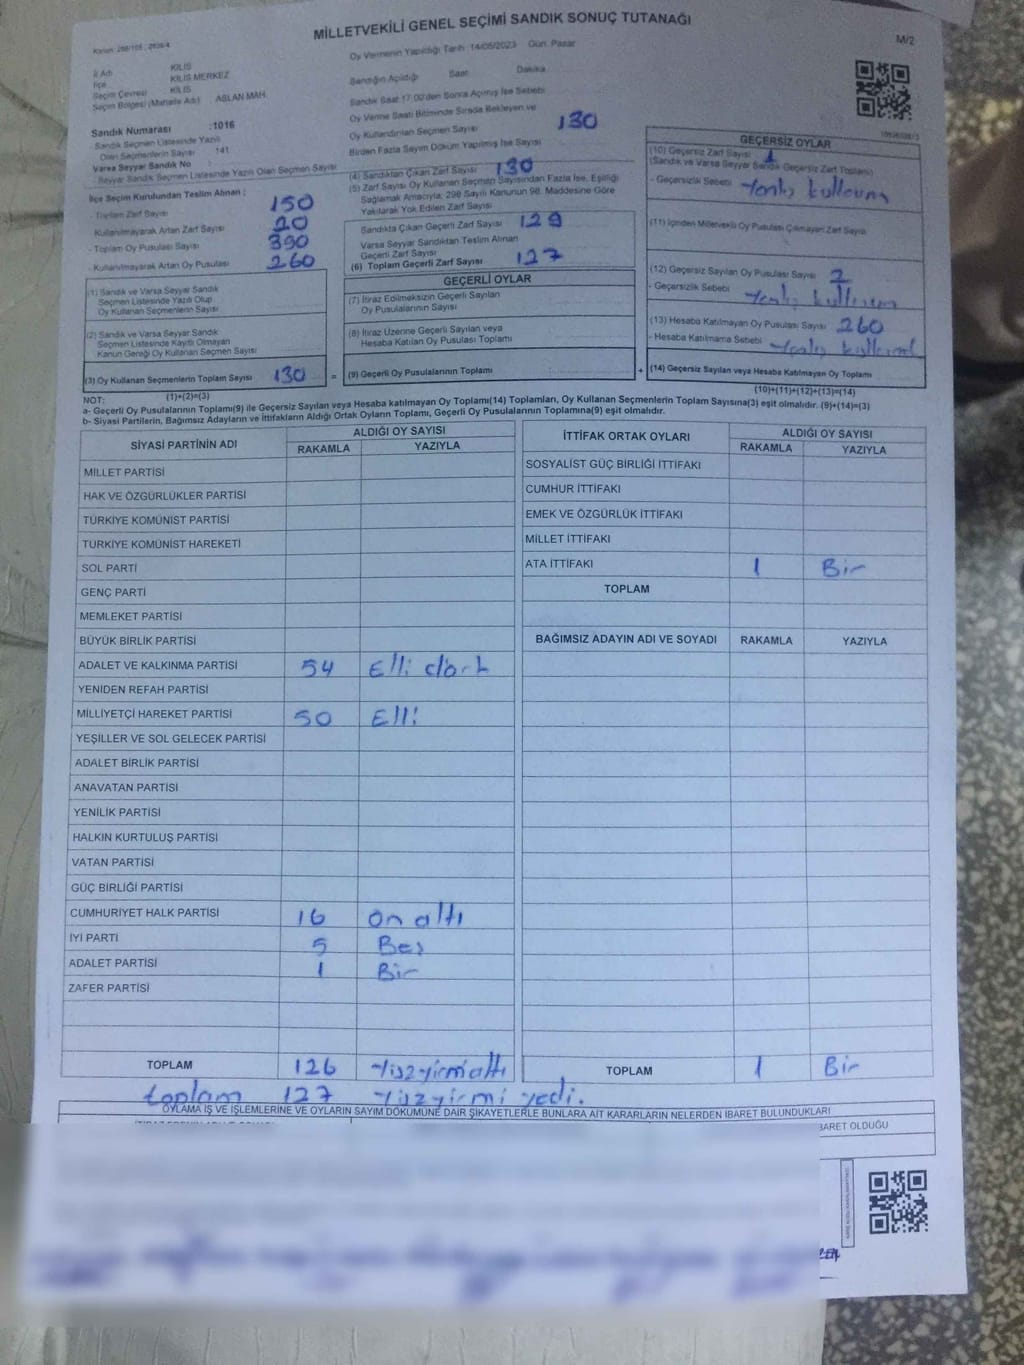 MİLLETVEKİLİ GENEL SEÇİMİ SANDIK SONUÇ TUTANAĞI
M/2
Oy Vermenin Yapıldığı Tarih :14/05/2023 Gün: Pazar
İl Adı KİLİS
İlçe KİLİS MERKEZ
Seçim Çevresi KİLİS
Seçim Bölgesi (Mahalle Adı) ASLAN MAH.
Sandık Numarası :1016
Sandık Seçmen Listesinde Yazılı
Olan Seçmenlerin Sayısı 141
Varsa Seyyar Sandık No
Seyyar Sandık Seçmen Listesinde Yazılı Olan Seçmen Sayısı
İlçe Seçim Kurulundan Teslim Alınan ;
- Toplam Zarf Sayısı 150
Kullanılmayarak Artan Zarf Sayısı 20
- Toplam Oy Pusulası Sayısı 390
- Kullanılmayarak Artan Oy Pusulası 260
(1) Sandık ve Varsa Seyyar Sandık
Seçmen Listesinde Yazılı Olup
Oy Kullanan Seçmenlerin Sayısı
(2) Sandık ve Varsa Seyyar Sandık
Seçmen Listesinde Kayıtlı Olmayan
Kanun Gereği Oy Kullanan Seçmen Sayısı
(3) Oy Kullanan Seçmenlerin Toplam Sayısı 130 =
(1)+(2)=(3)
Sandığın Açıldığı Saat Dakika
Sandık Saat 17:00'den Sonra Açılmış İse Sebebi
Oy Verme Saati Bitiminde Sırada Bekleyen ve
Oy Kullandırılan Seçmen Sayısı 130
Birden Fazla Sayım Döküm Yapılmış İse Sayısı
(4) Sandıktan Çıkan Zarf Sayısı 130
(5) Zarf Sayısı Oy Kullanan Seçmen Sayısından Fazla İse, Eşitliği
Sağlamak Amacıyla, 298 Sayılı Kanunun 98. Maddesine Göre
Yakılarak Yok Edilen Zarf Sayısı
Sandıkta Çıkan Geçerli Zarf Sayısı 129
Varsa Seyyar Sandıktan Teslim Alınan
Geçerli Zarf Sayısı
(6) Toplam Geçerli Zarf Sayısı 127
GEÇERLİ OYLAR
(7) İtiraz Edilmeksizin Geçerli Sayılan
Oy Pusulalarının Sayısı
(8) İtiraz Üzerine Geçerli Sayılan veya
Hesaba Katılan Oy Pusulası Toplamı
(9) Geçerli Oy Pusulalarının Toplamı +
GEÇERSİZ OYLAR
(10) Geçersiz Zarf Sayısı 1
(Sandık ve Varsa Seyyar Sandık Geçersiz Zarf Toplamı)
- Geçersizlik Sebebi
(11) İçinden Milletvekili Oy Pusulası Çıkmayan Zarf Sayısı
(12) Geçersiz Sayılan Oy Pusulası Sayısı 2
- Geçersizlik Sebebi
(13) Hesaba Katılmayan Oy Pusulası Sayısı 260
- Hesaba Katılmama Sebebi
(14) Geçersiz Sayılan veya Hesaba Katılmayan Oy Toplamı
(10)+(11)+(12)+(13)=(14)
NOT:
a- Geçerli Oy Pusulalarının Toplamı(9) ile Geçersiz Sayılan veya Hesaba katılmayan Oy Toplamı(14) Toplamları, Oy Kullanan Seçmenlerin Toplam Sayısına(3) eşit olmalıdır. (9)+(14)=(3)
b- Siyasi Partilerin, Bağımsız Adayların ve İttifakların Aldığı Ortak Oyların Toplamı, Geçerli Oy Pusulalarının Toplamına(9) eşit olmalıdır.
SİYASİ PARTİNİN ADI ALDIĞI OY SAYISI
RAKAMLA YAZIYLA
MİLLET PARTİSİ
HAK VE ÖZGÜRLÜKLER PARTİSİ
TÜRKİYE KOMÜNİST PARTİSİ
TÜRKİYE KOMÜNİST HAREKETİ
SOL PARTİ
GENÇ PARTİ
MEMLEKET PARTİSİ
BÜYÜK BİRLİK PARTİSİ
ADALET VE KALKINMA PARTİSİ 54 Elli dört
YENİDEN REFAH PARTİSİ
MİLLİYETÇİ HAREKET PARTİSİ 50 Elli
YEŞİLLER VE SOL GELECEK PARTİSİ
ADALET BİRLİK PARTİSİ
ANAVATAN PARTİSİ
YENİLİK PARTİSİ
HALKIN KURTULUŞ PARTİSİ
VATAN PARTİSİ
GÜÇ BİRLİĞİ PARTİSİ
CUMHURİYET HALK PARTİSİ 16 on altı
İYİ PARTİ 5 Beş
ADALET PARTİSİ 1 Bir
ZAFER PARTİSİ
TOPLAM 126 Yüzyirmialtı
toplam 127 Yüzyirmi yedi.
İTTİFAK ORTAK OYLARI ALDIĞI OY SAYISI
RAKAMLA YAZIYLA
SOSYALİST GÜÇ BİRLİĞİ İTTİFAKI
CUMHUR İTTİFAKI
EMEK VE ÖZGÜRLÜK İTTİFAKI
MİLLET İTTİFAKI
ATA İTTİFAKI 1 Bir
TOPLAM
BAĞIMSIZ ADAYIN ADI VE SOYADI RAKAMLA YAZIYLA
TOPLAM 1 Bir
OYLAMA İŞ VE İŞLEMLERİNE VE OYLARIN SAYIM DÖKÜMÜNE DAİR ŞİKAYETLERLE BUNLARA AİT KARARLARIN NELERDEN İBARET BULUNDUKLARI
BARET OLDUĞU